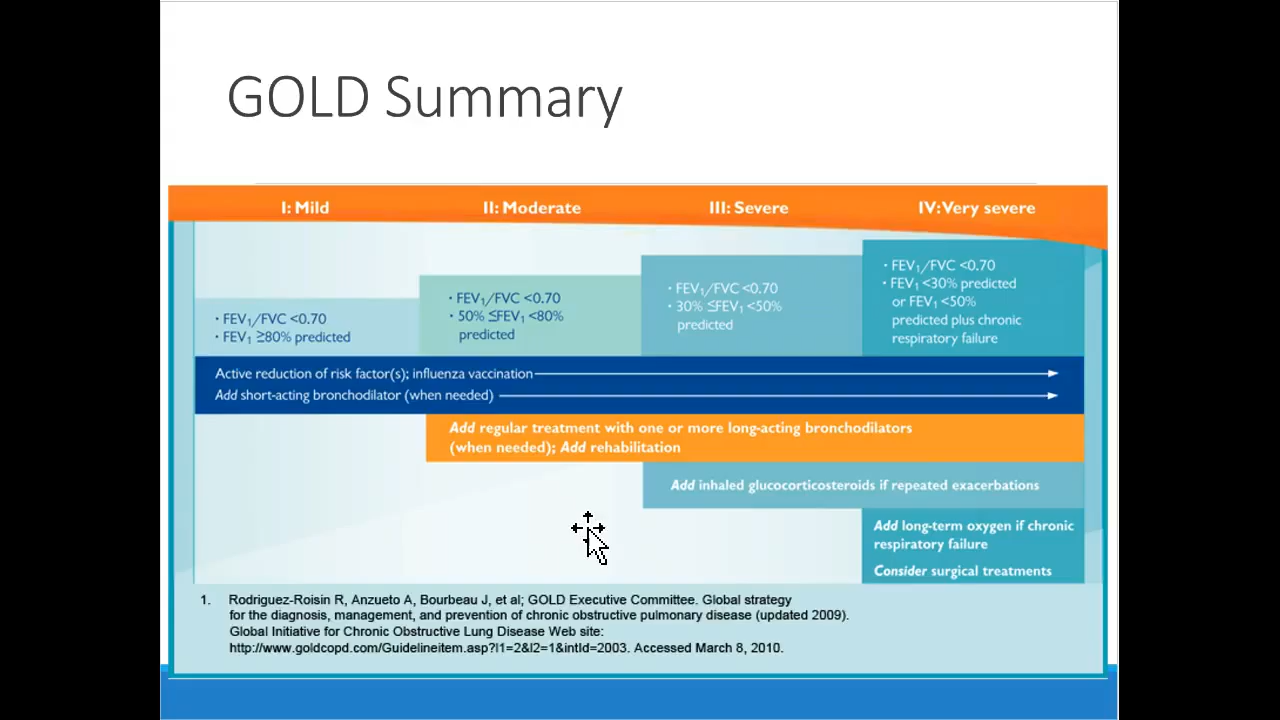 GOLD Summary
I: Mild
II: Moderate
III: Severe
IV: Very severe
• FEV₁/FVC <0.70
• FEV₁ ≥80% predicted
• FEV₁/FVC <0.70
• 50% ≤FEV₁ <80%
predicted
• FEV₁/FVC <0.70
• 30% ≤FEV₁ <50%
predicted
• FEV₁/FVC <0.70
• FEV₁ <30% predicted
or FEV₁ <50%
predicted plus chronic
respiratory failure
Active reduction of risk factor(s); influenza vaccination
Add short-acting bronchodilator (when needed)
Add regular treatment with one or more long-acting bronchodilators
(when needed); Add rehabilitation
Add inhaled glucocorticosteroids if repeated exacerbations
Add long-term oxygen if chronic
respiratory failure
Consider surgical treatments
1. Rodriguez-Roisin R, Anzueto A, Bourbeau J, et al; GOLD Executive Committee. Global strategy
for the diagnosis, management, and prevention of chronic obstructive pulmonary disease (updated 2009).
Global Initiative for Chronic Obstructive Lung Disease Web site:
http://www.goldcopd.com/Guidelineitem.asp?l1=2&l2=1&intId=2003. Accessed March 8, 2010.